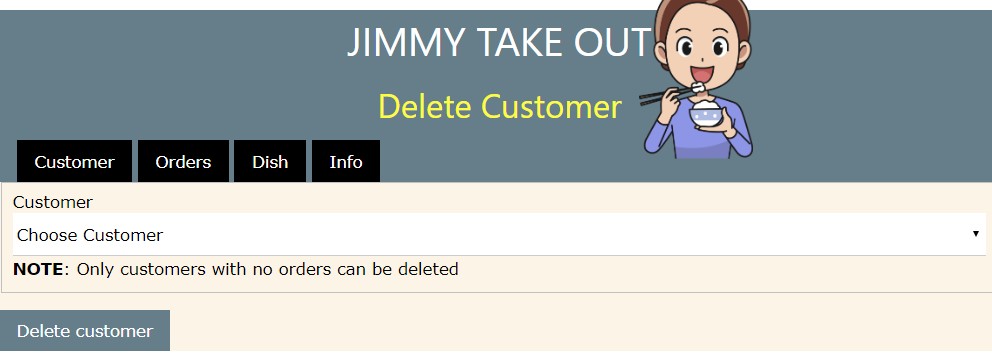 JIMMY TAKE OUT
Delete Customer
Customer Orders Dish Info
Customer
Choose Customer
NOTE: Only customers with no orders can be deleted
Delete customer